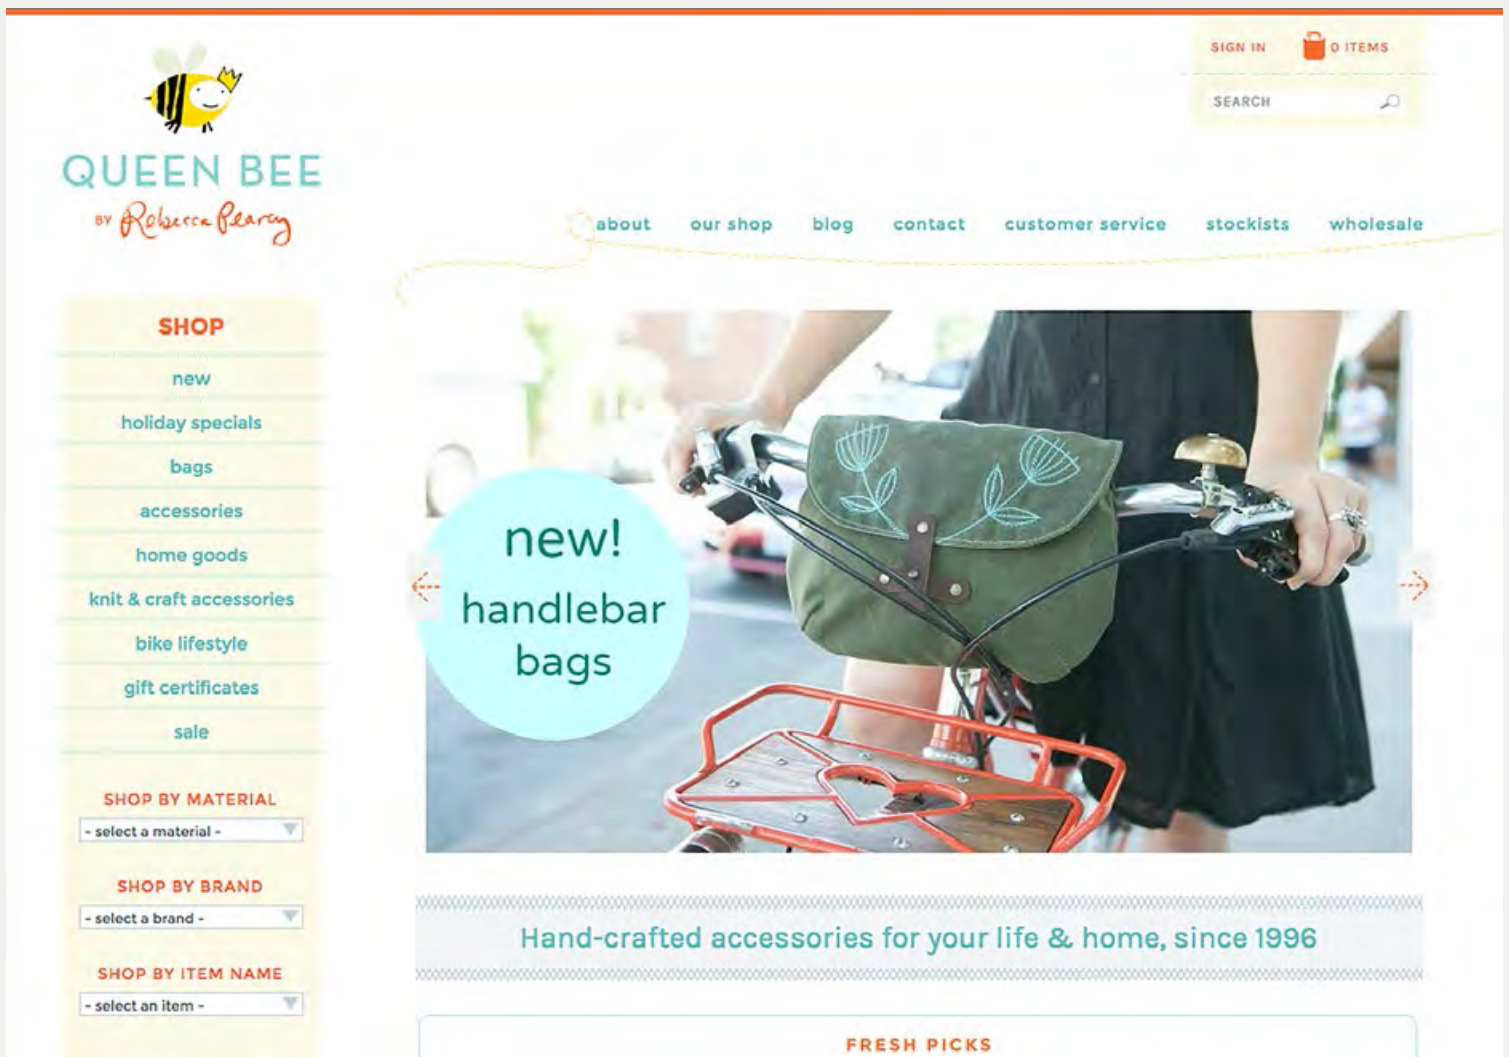 SIGN IN
0 ITEMS
SEARCH
QUEEN BEE
BY Rebecca Pearcy
about
our shop
blog
contact
customer service
stockists
wholesale
SHOP
new
holiday specials
bags
accessories
home goods
knit & craft accessories
bike lifestyle
gift certificates
sale
SHOP BY MATERIAL
- select a material -
SHOP BY BRAND
- select a brand -
SHOP BY ITEM NAME
- select an item -
new!
handlebar
bags
Hand-crafted accessories for your life & home, since 1996
FRESH PICKS